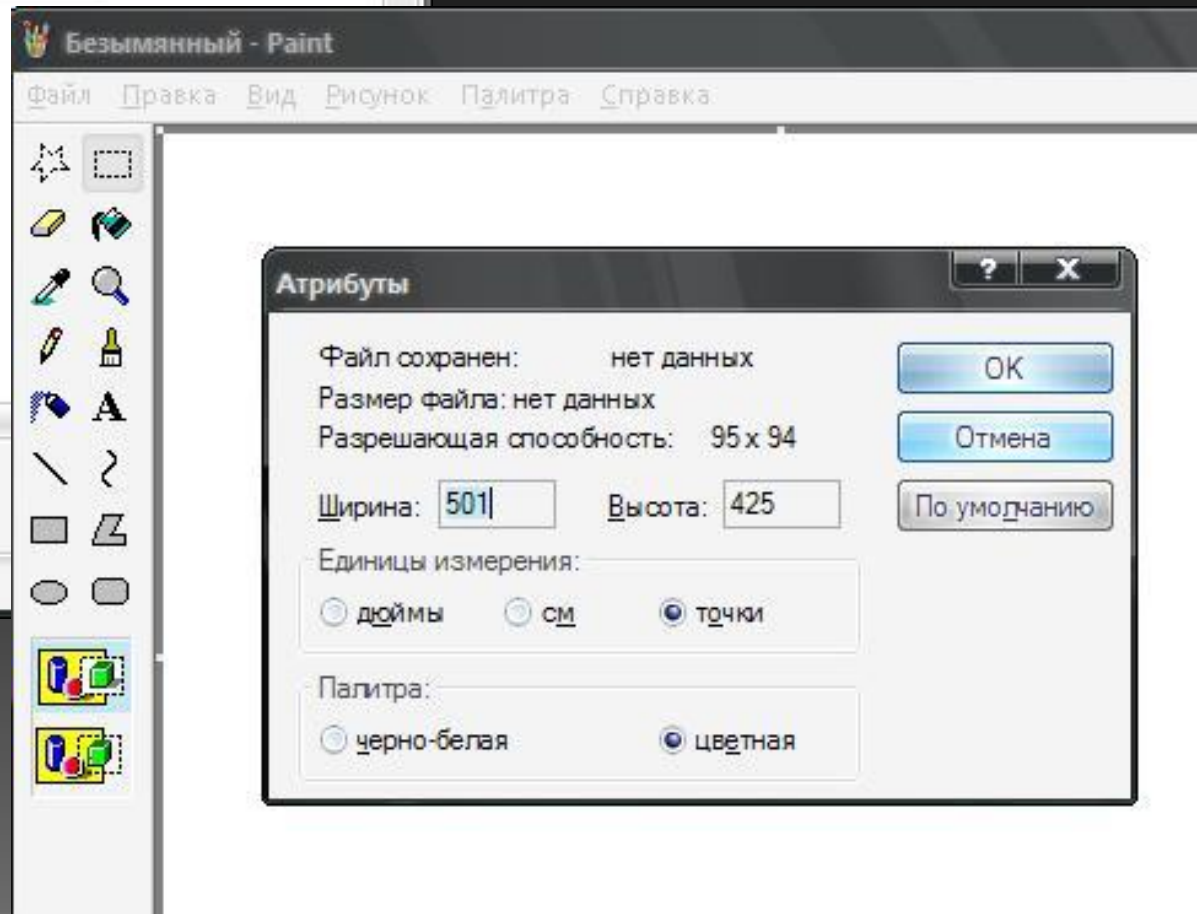 Безымянный - Paint
Файл Правка Вид Рисунок Палитра Справка
A
Атрибуты
? X
Файл сохранен: нет данных
Размер файла: нет данных
Разрешающая способность: 95 x 94
Ширина: 501 Высота: 425
Единицы измерения:
дюймы см точки
Палитра:
черно-белая цветная
OK
Отмена
По умолчанию